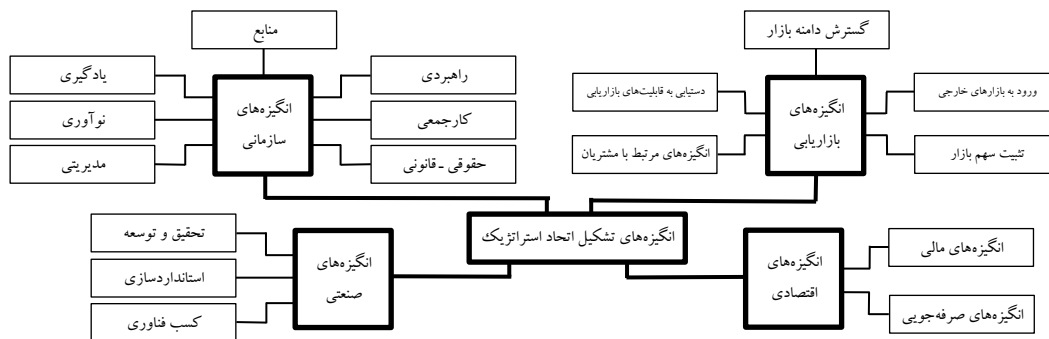 گسترش دامنه بازار
منابع
ورود به بازارهای خارجی
انگیزه‌های
بازاریابی
دستیابی به قابلیت‌های بازاریابی
تثبیت سهم بازار
انگیزه‌های مرتبط با مشتریان
راهبردی
انگیزه‌های
سازمانی
یادگیری
کارجمعی
نوآوری
حقوقی ـ قانونی
مدیریتی
انگیزه‌های تشکیل اتحاد استراتژیک
انگیزه‌های مالی
انگیزه‌های
اقتصادی
انگیزه‌های صرفه‌جویی
انگیزه‌های
صنعتی
تحقیق و توسعه
استانداردسازی
کسب فناوری